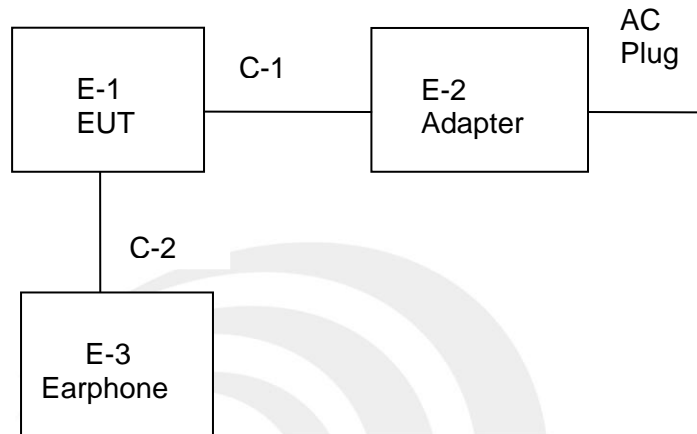 AC
Plug
C-1
E-1
EUT
E-2
Adapter
C-2
E-3
Earphone